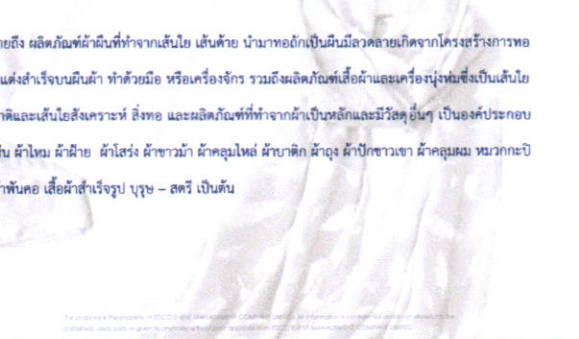 ยถึง ผลิตภัณฑ์ผ้าผืนที่ทำจากเส้นใย เส้นด้าย นำมาทอถักเป็นผืนมีลวดลายเกิดจากโครงสร้างการทอ
แต่งสำเร็จบนผืนผ้า ทำด้วยมือ หรือเครื่องจักร รวมถึงผลิตภัณฑ์เสื้อผ้าและเครื่องนุ่งห่มซึ่งเป็นเส้นใย
าติและเส้นใยสังเคราะห์ สิ่งทอ และผลิตภัณฑ์ที่ทำจากผ้าเป็นหลักและมีวัสดุอื่นๆ เป็นองค์ประกอบ
ผ้าไหม ผ้าฝ้าย ผ้าโสร่ง ผ้าขาวม้า ผ้าคลุมไหล่ ผ้าบาติก ผ้าถุง ผ้าปักชาวเขา ผ้าคลุมผม หมวกกะปิ
าพันคอ เสื้อผ้าสำเร็จรูป บุรุษ – สตรี เป็นต้น